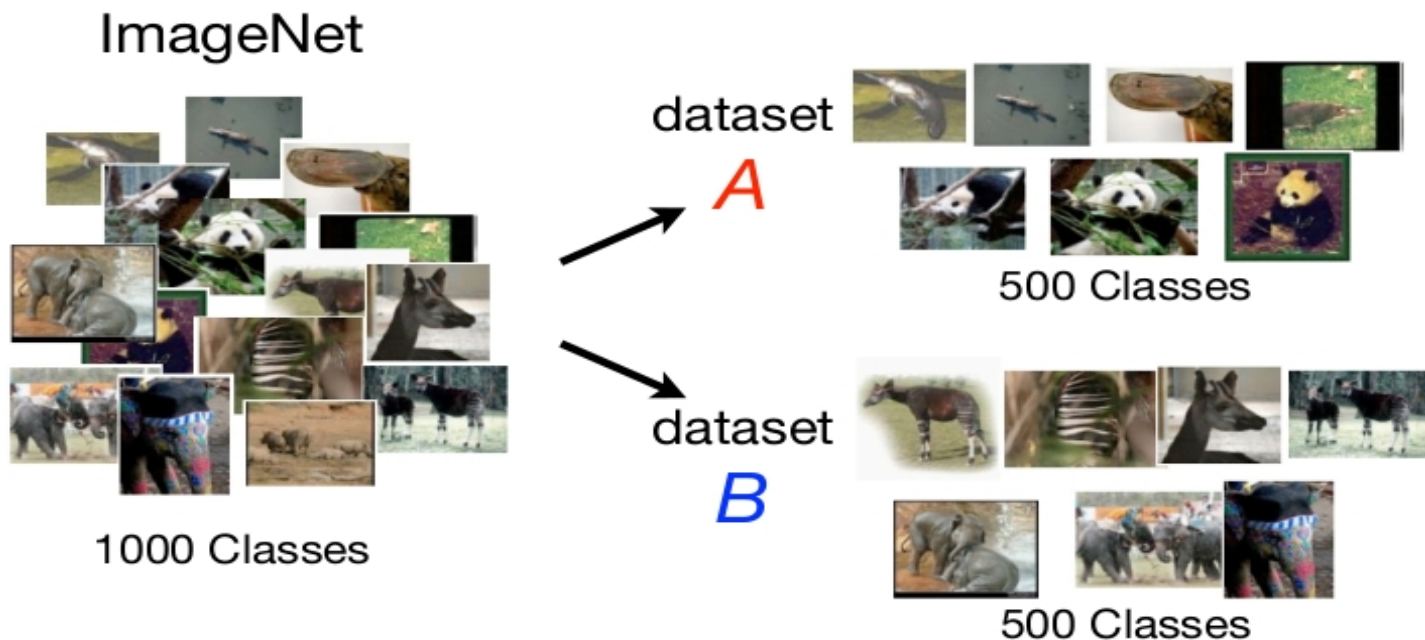 ImageNet
1000 Classes
dataset
A
500 Classes
dataset
B
500 Classes